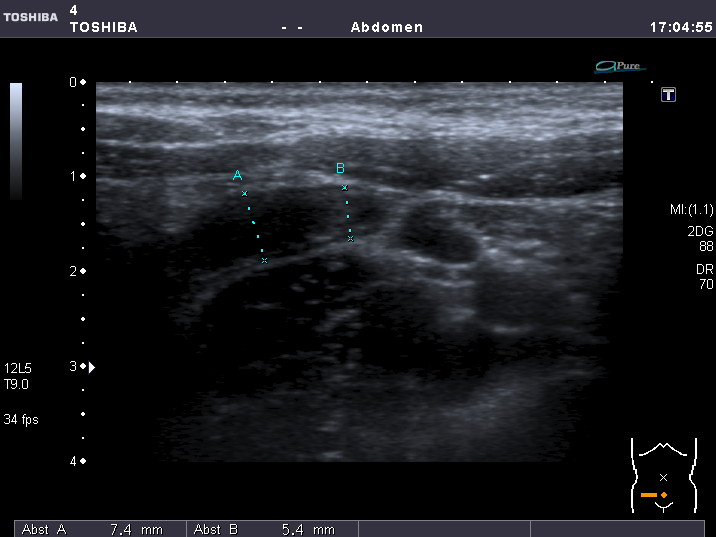 TOSHIBA
4
TOSHIBA - - Abdomen 17:04:55
aPure
T
0
A
B
1
MI:(1.1)
2DG
88
DR
70
2
3
12L5
T9.0
34 fps
4
Abst A 7.4 mm Abst B 5.4 mm